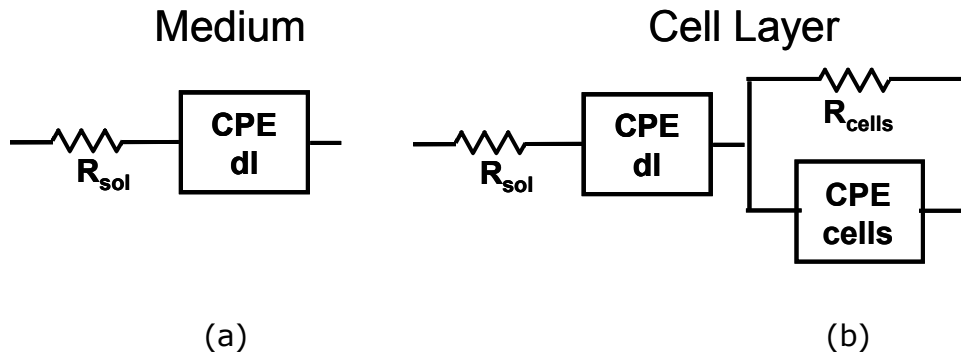 Medium
Cell Layer
R_sol
CPE
dl
R_sol
CPE
dl
R_cells
CPE
cells
(a)
(b)